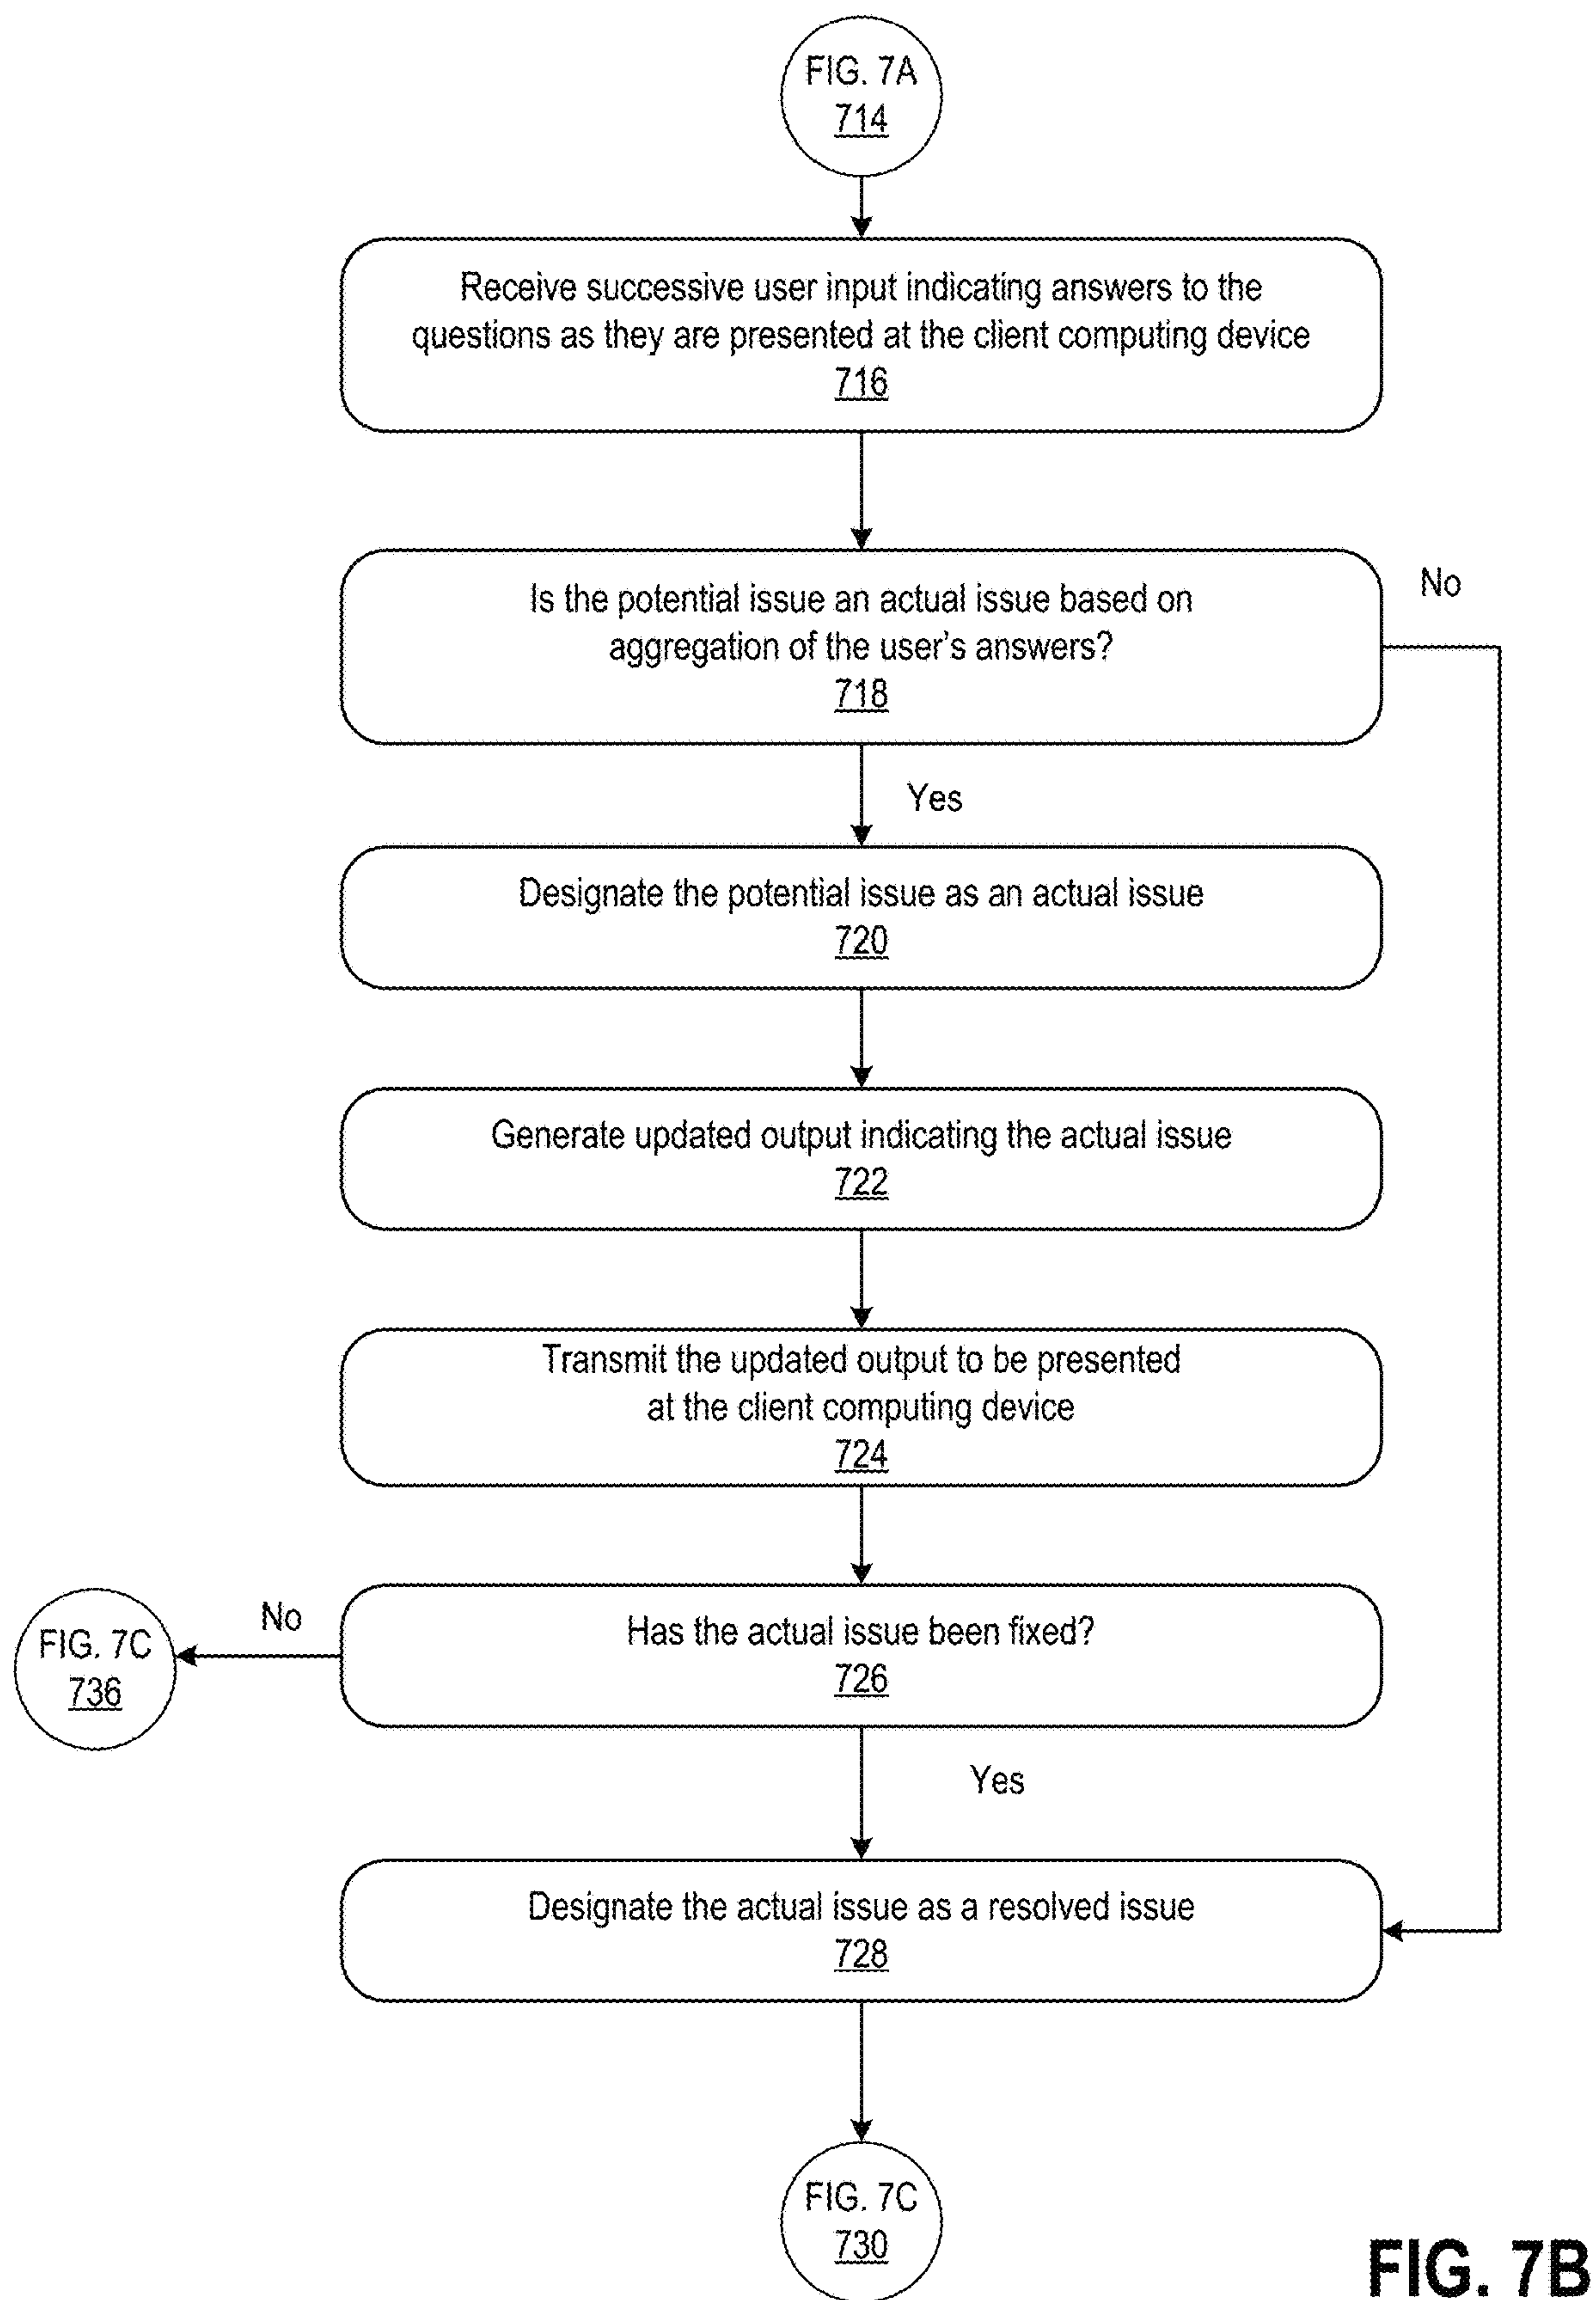 FIG. 7A
714
Receive successive user input indicating answers to the
questions as they are presented at the client computing device
716
Is the potential issue an actual issue based on
aggregation of the user's answers?
718
No
Yes
Designate the potential issue as an actual issue
720
Generate updated output indicating the actual issue
722
Transmit the updated output to be presented
at the client computing device
724
FIG. 7C
736
No
Has the actual issue been fixed?
726
Yes
Designate the actual issue as a resolved issue
728
FIG. 7C
730
FIG. 7B